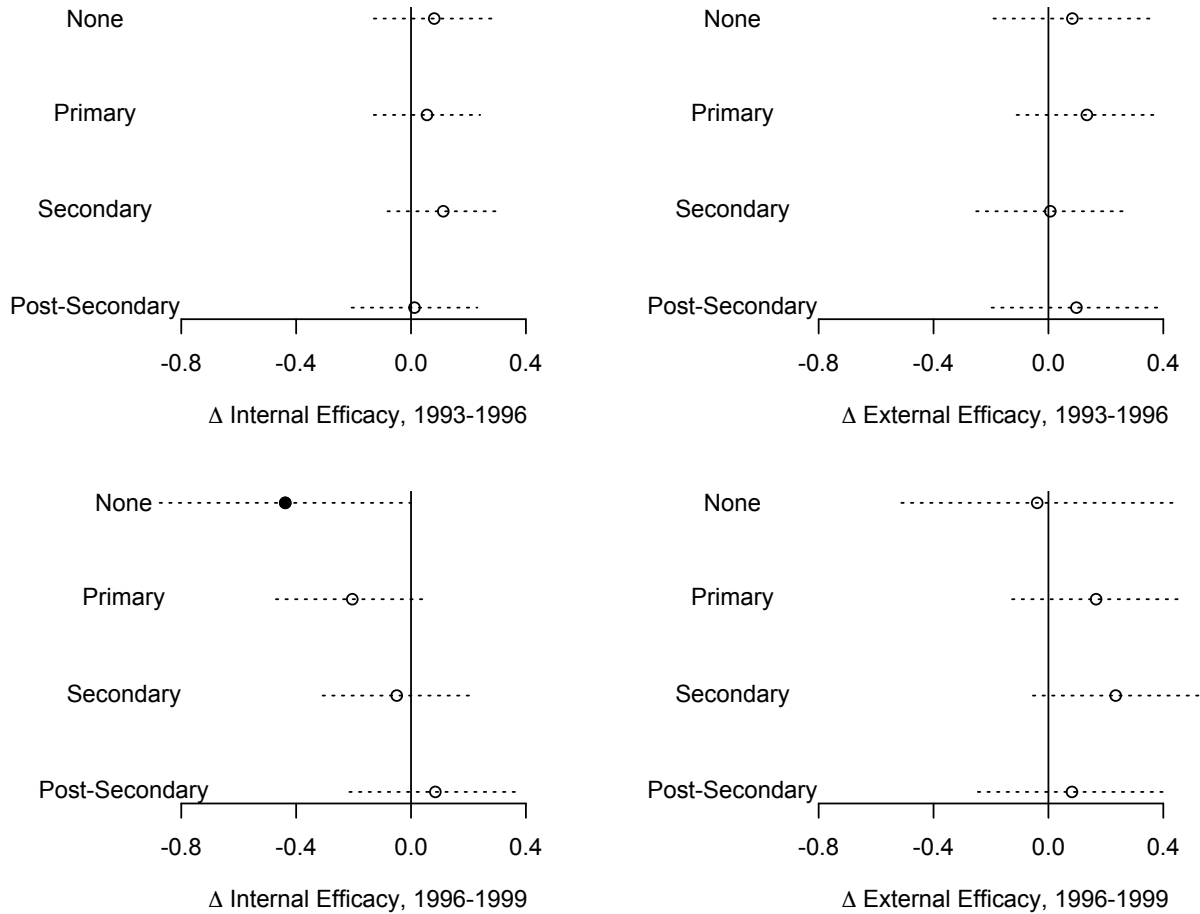 None
Primary
Secondary
Post-Secondary
-0.8 -0.4 0.0 0.4
Δ Internal Efficacy, 1993-1996
None
Primary
Secondary
Post-Secondary
-0.8 -0.4 0.0 0.4
Δ External Efficacy, 1993-1996
None
Primary
Secondary
Post-Secondary
-0.8 -0.4 0.0 0.4
Δ Internal Efficacy, 1996-1999
None
Primary
Secondary
Post-Secondary
-0.8 -0.4 0.0 0.4
Δ External Efficacy, 1996-1999